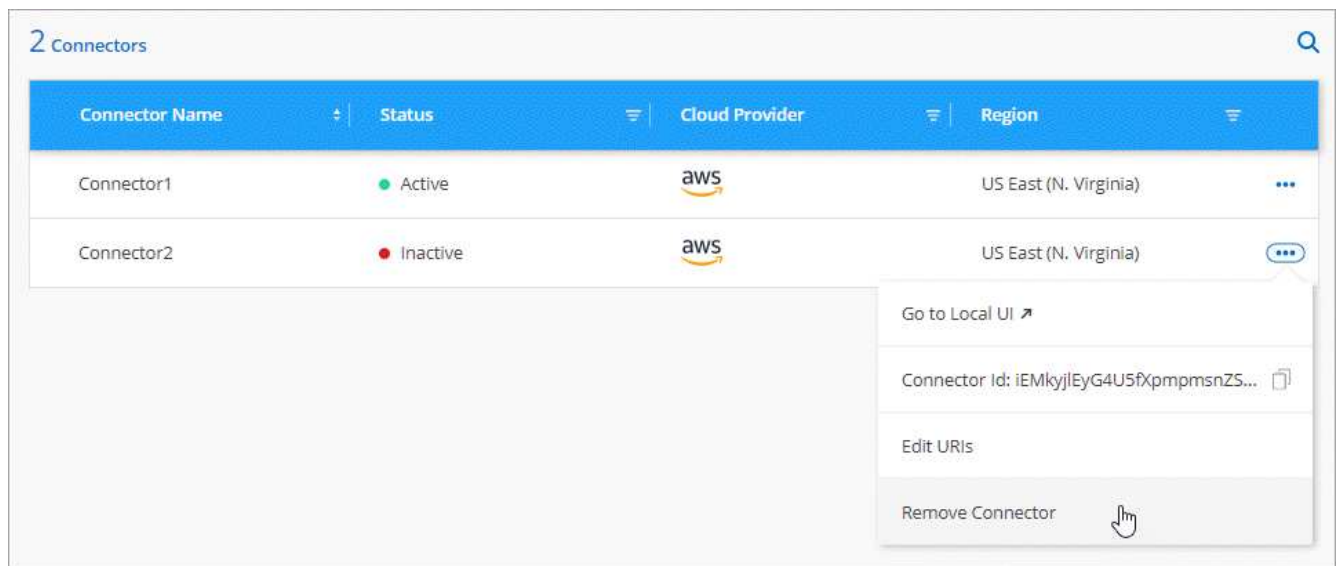 2 Connectors
Connector Name Status Cloud Provider Region
Connector1 Active aws US East (N. Virginia)
Connector2 Inactive aws US East (N. Virginia)
Go to Local UI
Connector Id: iEMkyjlEyG4U5fXpmpmsnZS...
Edit URIs
Remove Connector